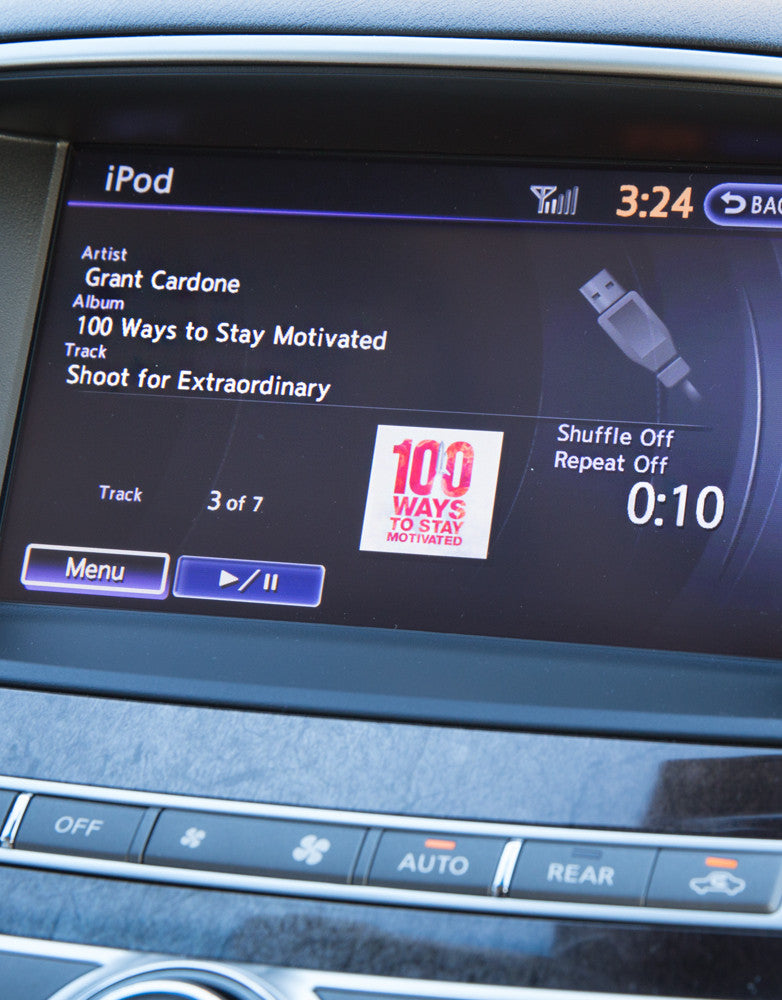 iPod
3:24
BAC
Artist
Grant Cardone
Album
100 Ways to Stay Motivated
Track
Shoot for Extraordinary
Shuffle Off
Repeat Off
0:10
Track 3 of 7
100
WAYS
TO STAY
MOTIVATED
Menu
OFF
AUTO
REAR